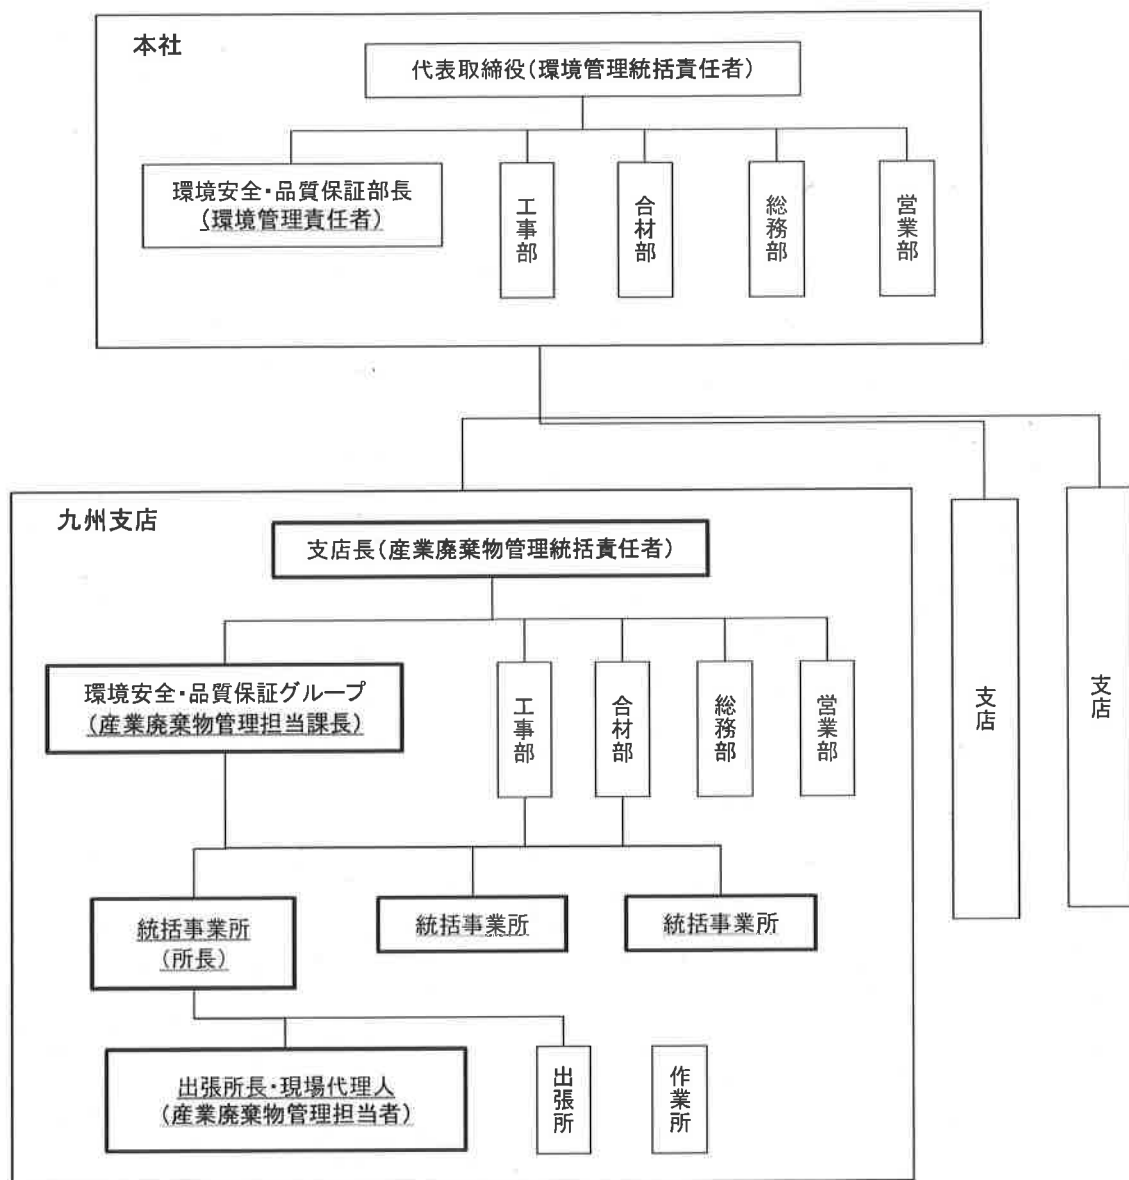 本社
代表取締役(環境管理統括責任者)
環境安全・品質保証部長
(環境管理責任者)
工事部
合材部
総務部
営業部
九州支店
支店長(産業廃棄物管理統括責任者)
環境安全・品質保証グループ
(産業廃棄物管理担当課長)
工事部
合材部
総務部
営業部
支店
支店
統括事業所
(所長)
統括事業所
統括事業所
出張所長・現場代理人
(産業廃棄物管理担当者)
出張所
作業所